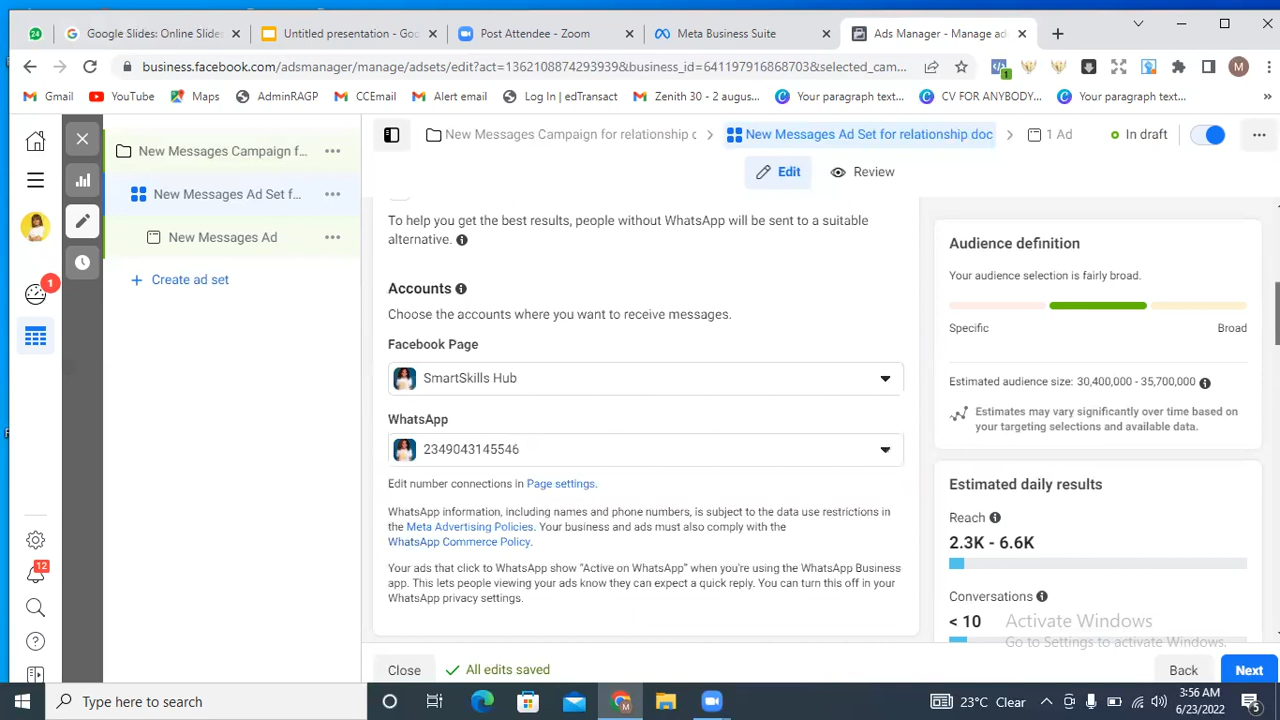 24
Google Slides: Online Slide
Untitled presentation - Goo
Post Attendee - Zoom
Meta Business Suite
Ads Manager - Manage ad
business.facebook.com/adsmanager/manage/adsets/edit?act=1362108874293939&business_id=641197916868703&selected_cam...
1
M
Gmail
YouTube
Maps
AdminRAGP
CCEmail
Alert email
Log In | edTransact
Zenith 30 - 2 augus...
Your paragraph text...
CV FOR ANYBODY...
Your paragraph text...
»
New Messages Campaign f...
New Messages Campaign for relationship c
New Messages Ad Set for relationship doc
1 Ad
In draft
Edit
Review
New Messages Ad Set f...
New Messages Ad
Create ad set
1
12
To help you get the best results, people without WhatsApp will be sent to a suitable
alternative.
Accounts
Choose the accounts where you want to receive messages.
Facebook Page
SmartSkills Hub
WhatsApp
2349043145546
Edit number connections in Page settings.
WhatsApp information, including names and phone numbers, is subject to the data use restrictions in
the Meta Advertising Policies. Your business and ads must also comply with the
WhatsApp Commerce Policy.
Your ads that click to WhatsApp show "Active on WhatsApp" when you're using the WhatsApp Business
app. This lets people viewing your ads know they can expect a quick reply. You can turn this off in your
WhatsApp privacy settings.
Audience definition
Your audience selection is fairly broad.
Specific
Broad
Estimated audience size: 30,400,000 - 35,700,000
Estimates may vary significantly over time based on
your targeting selections and available data.
Estimated daily results
Reach
2.3K - 6.6K
Conversations
< 10
Activate Windows
Go to Settings to activate Windows.
Close
All edits saved
Back
Next
Type here to search
23°C Clear
3:56 AM
6/23/2022
5